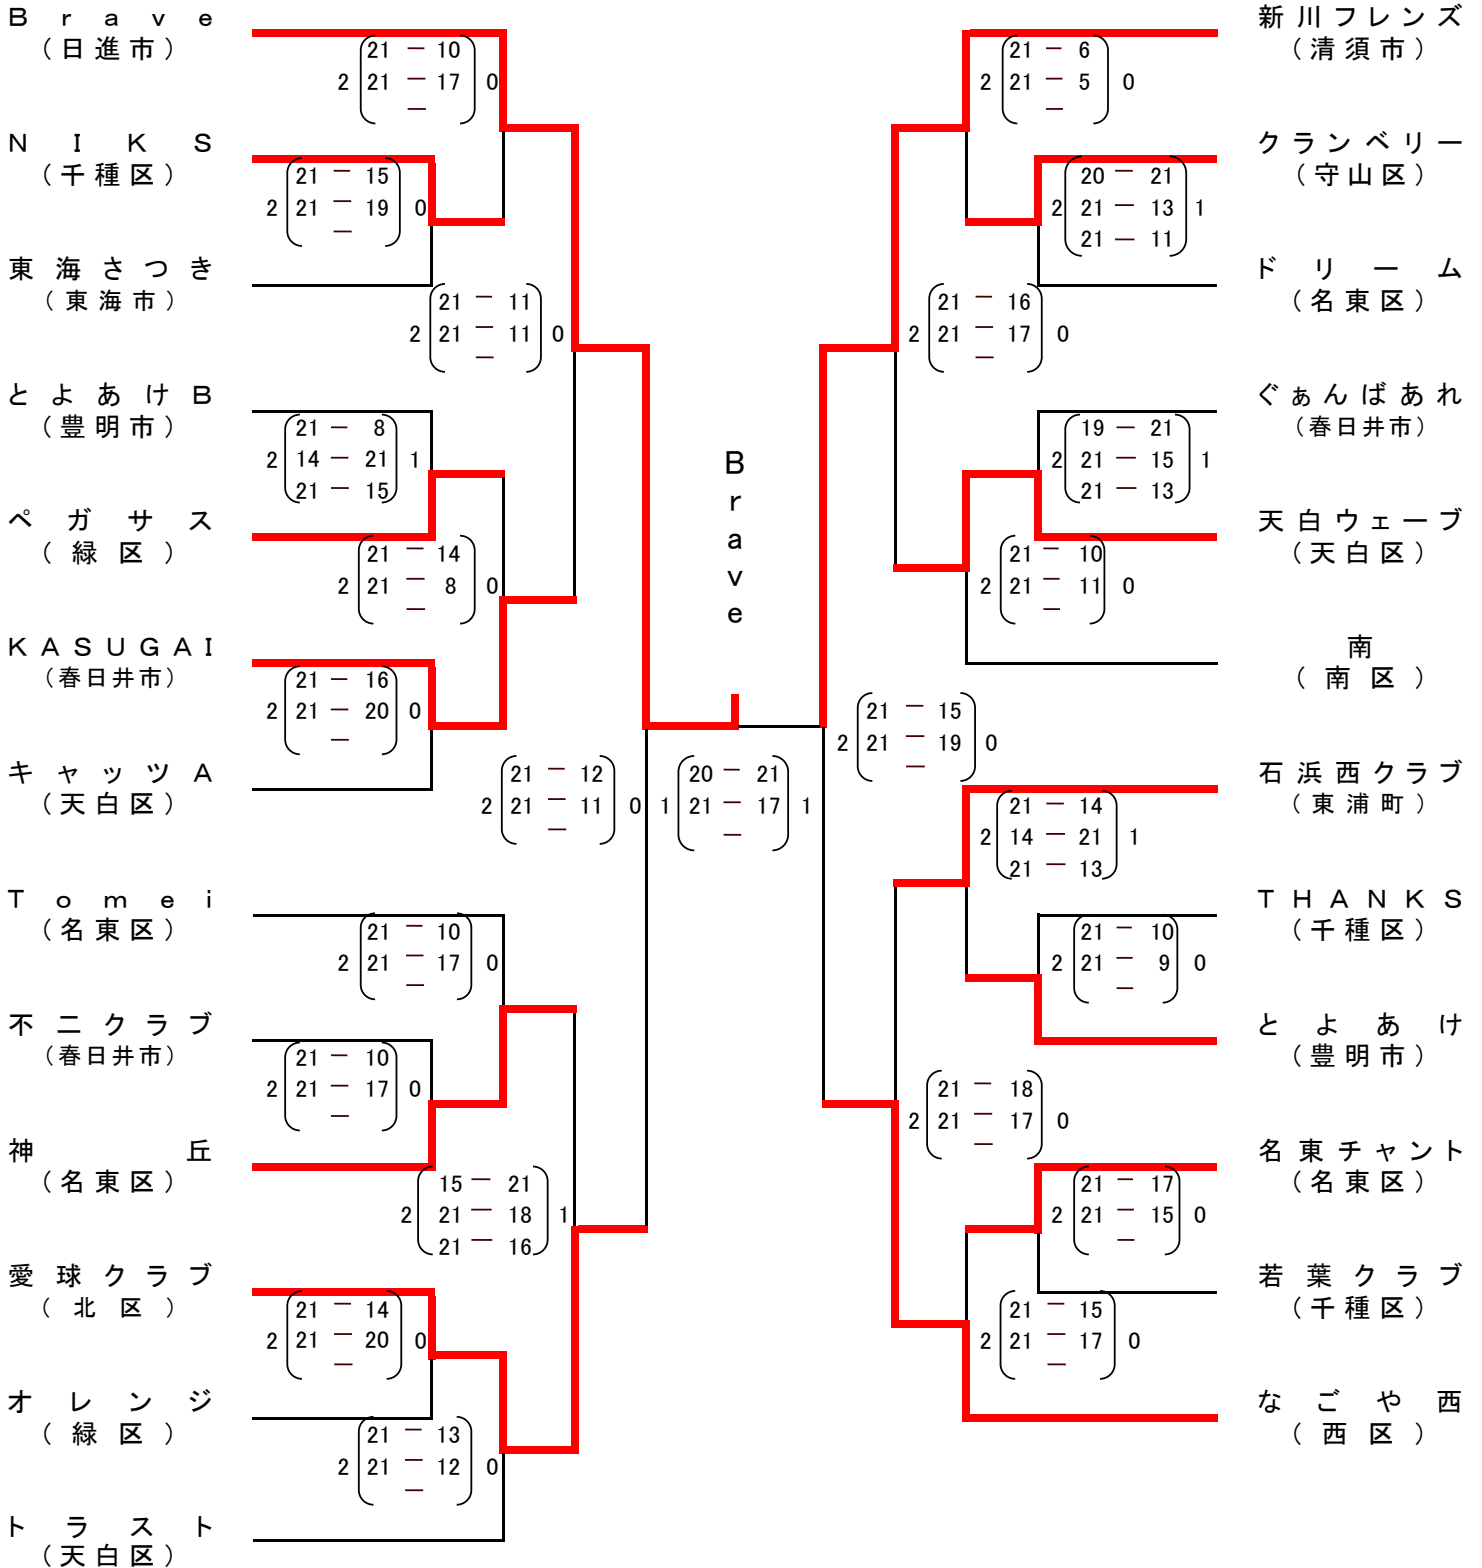 Ｂｒａｖｅ
（日進市）
21 － 10
2 21 － 17 0
－
ＮＩＫＳ
（千種区）
21 － 15
2 21 － 19 0
－
東海さつき
（東海市）
21 － 11
2 21 － 11 0
－
とよあけＢ
（豊明市）
21 － 8
2 14 － 21 1
21 － 15
ペガサス
（緑区）
21 － 14
2 21 － 8 0
－
ＫＡＳＵＧＡＩ
（春日井市）
21 － 16
2 21 － 20 0
－
キャッツＡ
（天白区）
21 － 12
2 21 － 11 0
－
Ｔｏｍｅｉ
（名東区）
21 － 10
2 21 － 17 0
－
不二クラブ
（春日井市）
21 － 10
2 21 － 17 0
－
神丘
（名東区）
15 － 21
2 21 － 18 1
21 － 16
愛球クラブ
（北区）
21 － 14
2 21 － 20 0
－
オレンジ
（緑区）
21 － 13
2 21 － 12 0
－
トラスト
（天白区）
Ｂｒａｖｅ
20 － 21
1 21 － 17 1
－
新川フレンズ
（清須市）
21 － 6
2 21 － 5 0
－
クランベリー
（守山区）
20 － 21
2 21 － 13 1
21 － 11
ドリーム
（名東区）
21 － 16
2 21 － 17 0
－
ぐぁんばあれ
（春日井市）
19 － 21
2 21 － 15 1
21 － 13
天白ウェーブ
（天白区）
21 － 10
2 21 － 11 0
－
南
（南区）
21 － 15
2 21 － 19 0
－
石浜西クラブ
（東浦町）
21 － 14
2 14 － 21 1
21 － 13
ＴＨＡＮＫＳ
（千種区）
21 － 10
2 21 － 9 0
－
とよあけ
（豊明市）
21 － 18
2 21 － 17 0
－
名東チャント
（名東区）
21 － 17
2 21 － 15 0
－
若葉クラブ
（千種区）
21 － 15
2 21 － 17 0
－
なごや西
（西区）